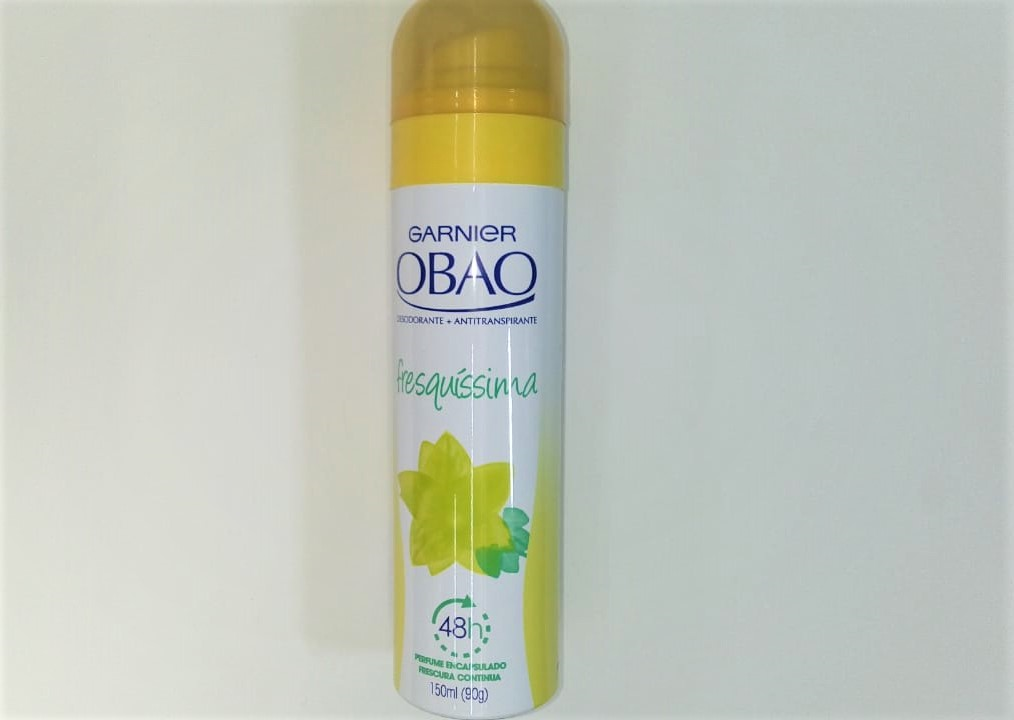 GARNIER
OBAO
DESODORANTE + ANTITRANSPIRANTE
fresquíssima
48h
PERFUME ENCAPSULADO
FRESCURA CONTINUA
150ml (90g)